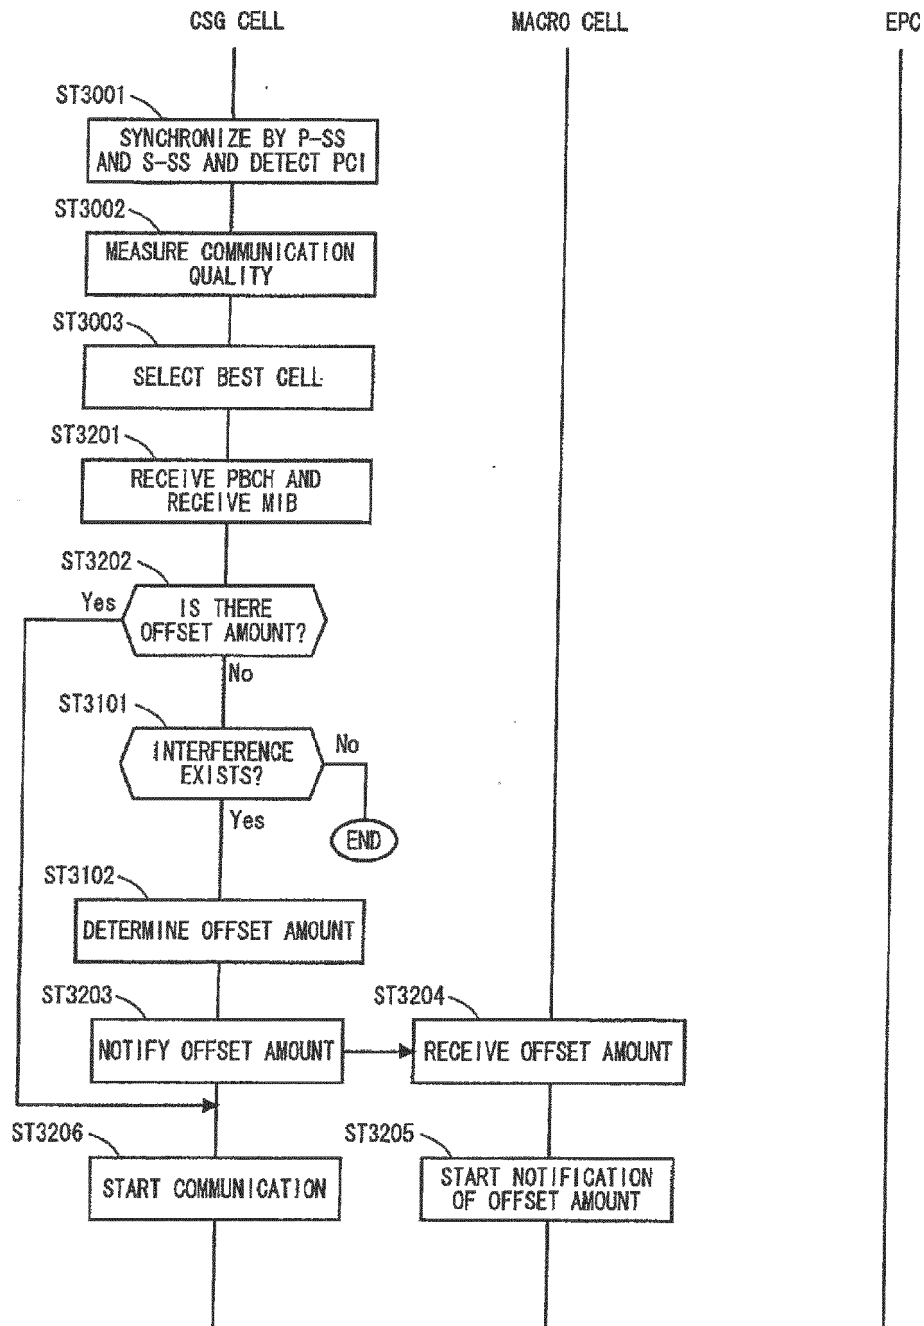 CSG CELL
MACRO CELL
EPC
ST3001
SYNCHRONIZE BY P-SS
AND S-SS AND DETECT PCI
ST3002
MEASURE COMMUNICATION
QUALITY
ST3003
SELECT BEST CELL
ST3201
RECEIVE PBCH AND
RECEIVE MIB
ST3202
Yes
IS THERE
OFFSET AMOUNT?
No
ST3101
INTERFERENCE
EXISTS?
No
Yes
END
ST3102
DETERMINE OFFSET AMOUNT
ST3203
NOTIFY OFFSET AMOUNT
ST3204
RECEIVE OFFSET AMOUNT
ST3206
START COMMUNICATION
ST3205
START NOTIFICATION
OF OFFSET AMOUNT